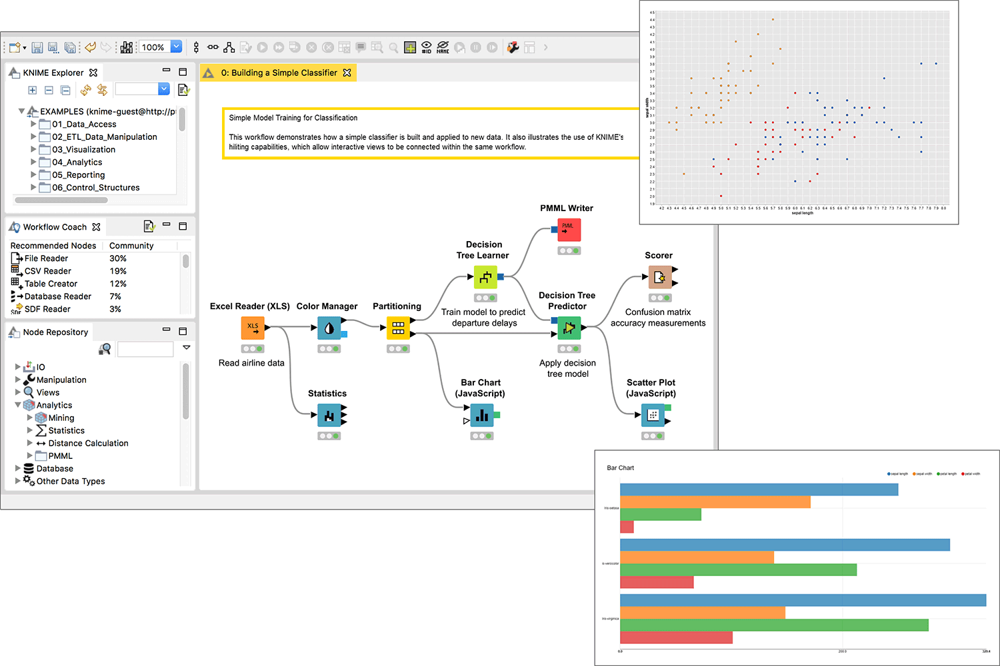 100%
#ID
NAME
KNIME Explorer
EXAMPLES (knime-guest@http://p
01_Data_Access
02_ETL_Data_Manipulation
03_Visualization
04_Analytics
05_Reporting
06_Control_Structures
Workflow Coach
Recommended Nodes Community
File Reader 30%
CSV Reader 19%
Table Creator 12%
Database Reader 7%
SDF Reader 3%
Node Repository
IO
Manipulation
Views
Analytics
Mining
Statistics
Distance Calculation
PMML
Database
Other Data Types
0: Building a Simple Classifier
Simple Model Training for Classification
This workflow demonstrates how a simple classifier is built and applied to new data. It also illustrates the use of KNIME's
hiliting capabilities, which allow interactive views to be connected within the same workflow.
PMML Writer
PMML
Decision
Tree Learner
Train model to predict
departure delays
Scorer
Confusion matrix
accuracy measurements
Decision Tree
Predictor
Apply decision
tree model
Excel Reader (XLS)
XLS
Read airline data
Color Manager
Partitioning
Statistics
Bar Chart
(JavaScript)
Scatter Plot
(JavaScript)
4.5
4.4
4.3
4.2
4.1
4.0
3.9
3.8
3.7
3.6
3.5
3.4
3.3
3.2
3.1
3.0
2.9
2.8
2.7
2.6
2.5
2.4
2.3
2.2
2.1
2.0
1.9
sepal width
4.2 4.3 4.4 4.5 4.6 4.7 4.8 4.9 5.0 5.1 5.2 5.3 5.4 5.5 5.6 5.7 5.8 5.9 6.0 6.1 6.2 6.3 6.4 6.5 6.6 6.7 6.8 6.9 7.0 7.1 7.2 7.3 7.4 7.5 7.6 7.7 7.8 7.9 8.0
sepal length
Bar Chart
sepal length sepal width petal length petal width
Iris-setosa
is-versicolor
Iris-virginica
0.0 200.0 329.4